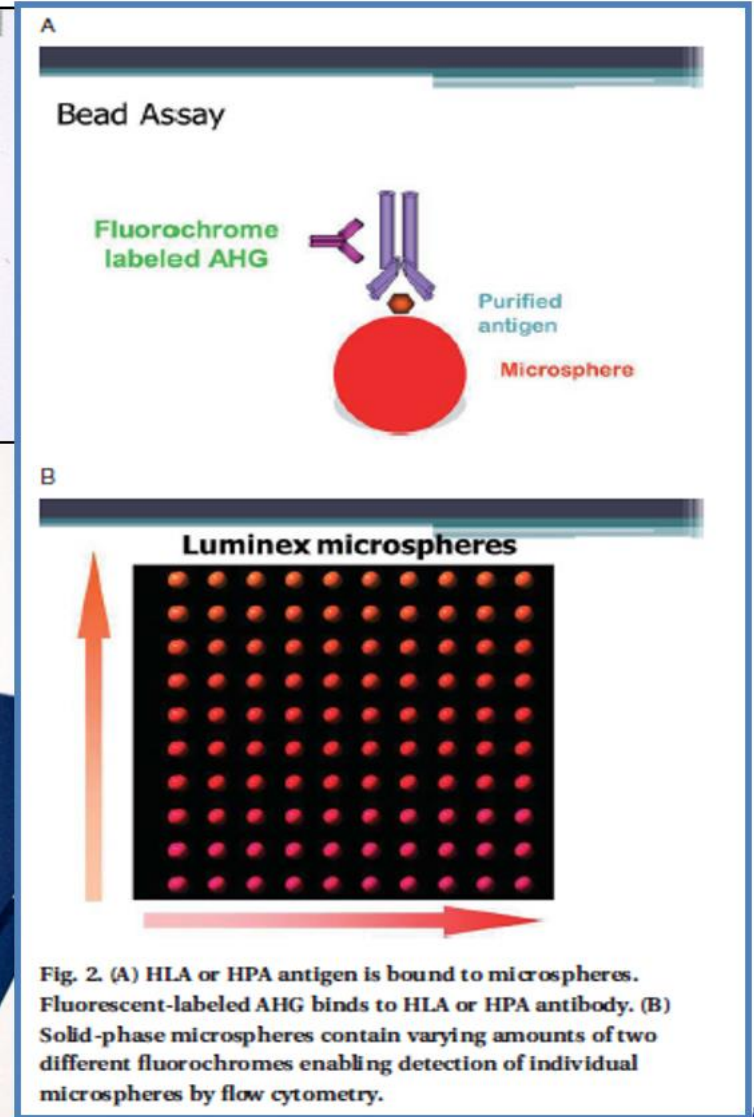 A
Bead Assay
Fluorochrome
labeled AHG
Purified
antigen
Microsphere
B
Luminex microspheres
Fig. 2. (A) HLA or HPA antigen is bound to microspheres.
Fluorescent-labeled AHG binds to HLA or HPA antibody. (B)
Solid-phase microspheres contain varying amounts of two
different fluorochromes enabling detection of individual
microspheres by flow cytometry.